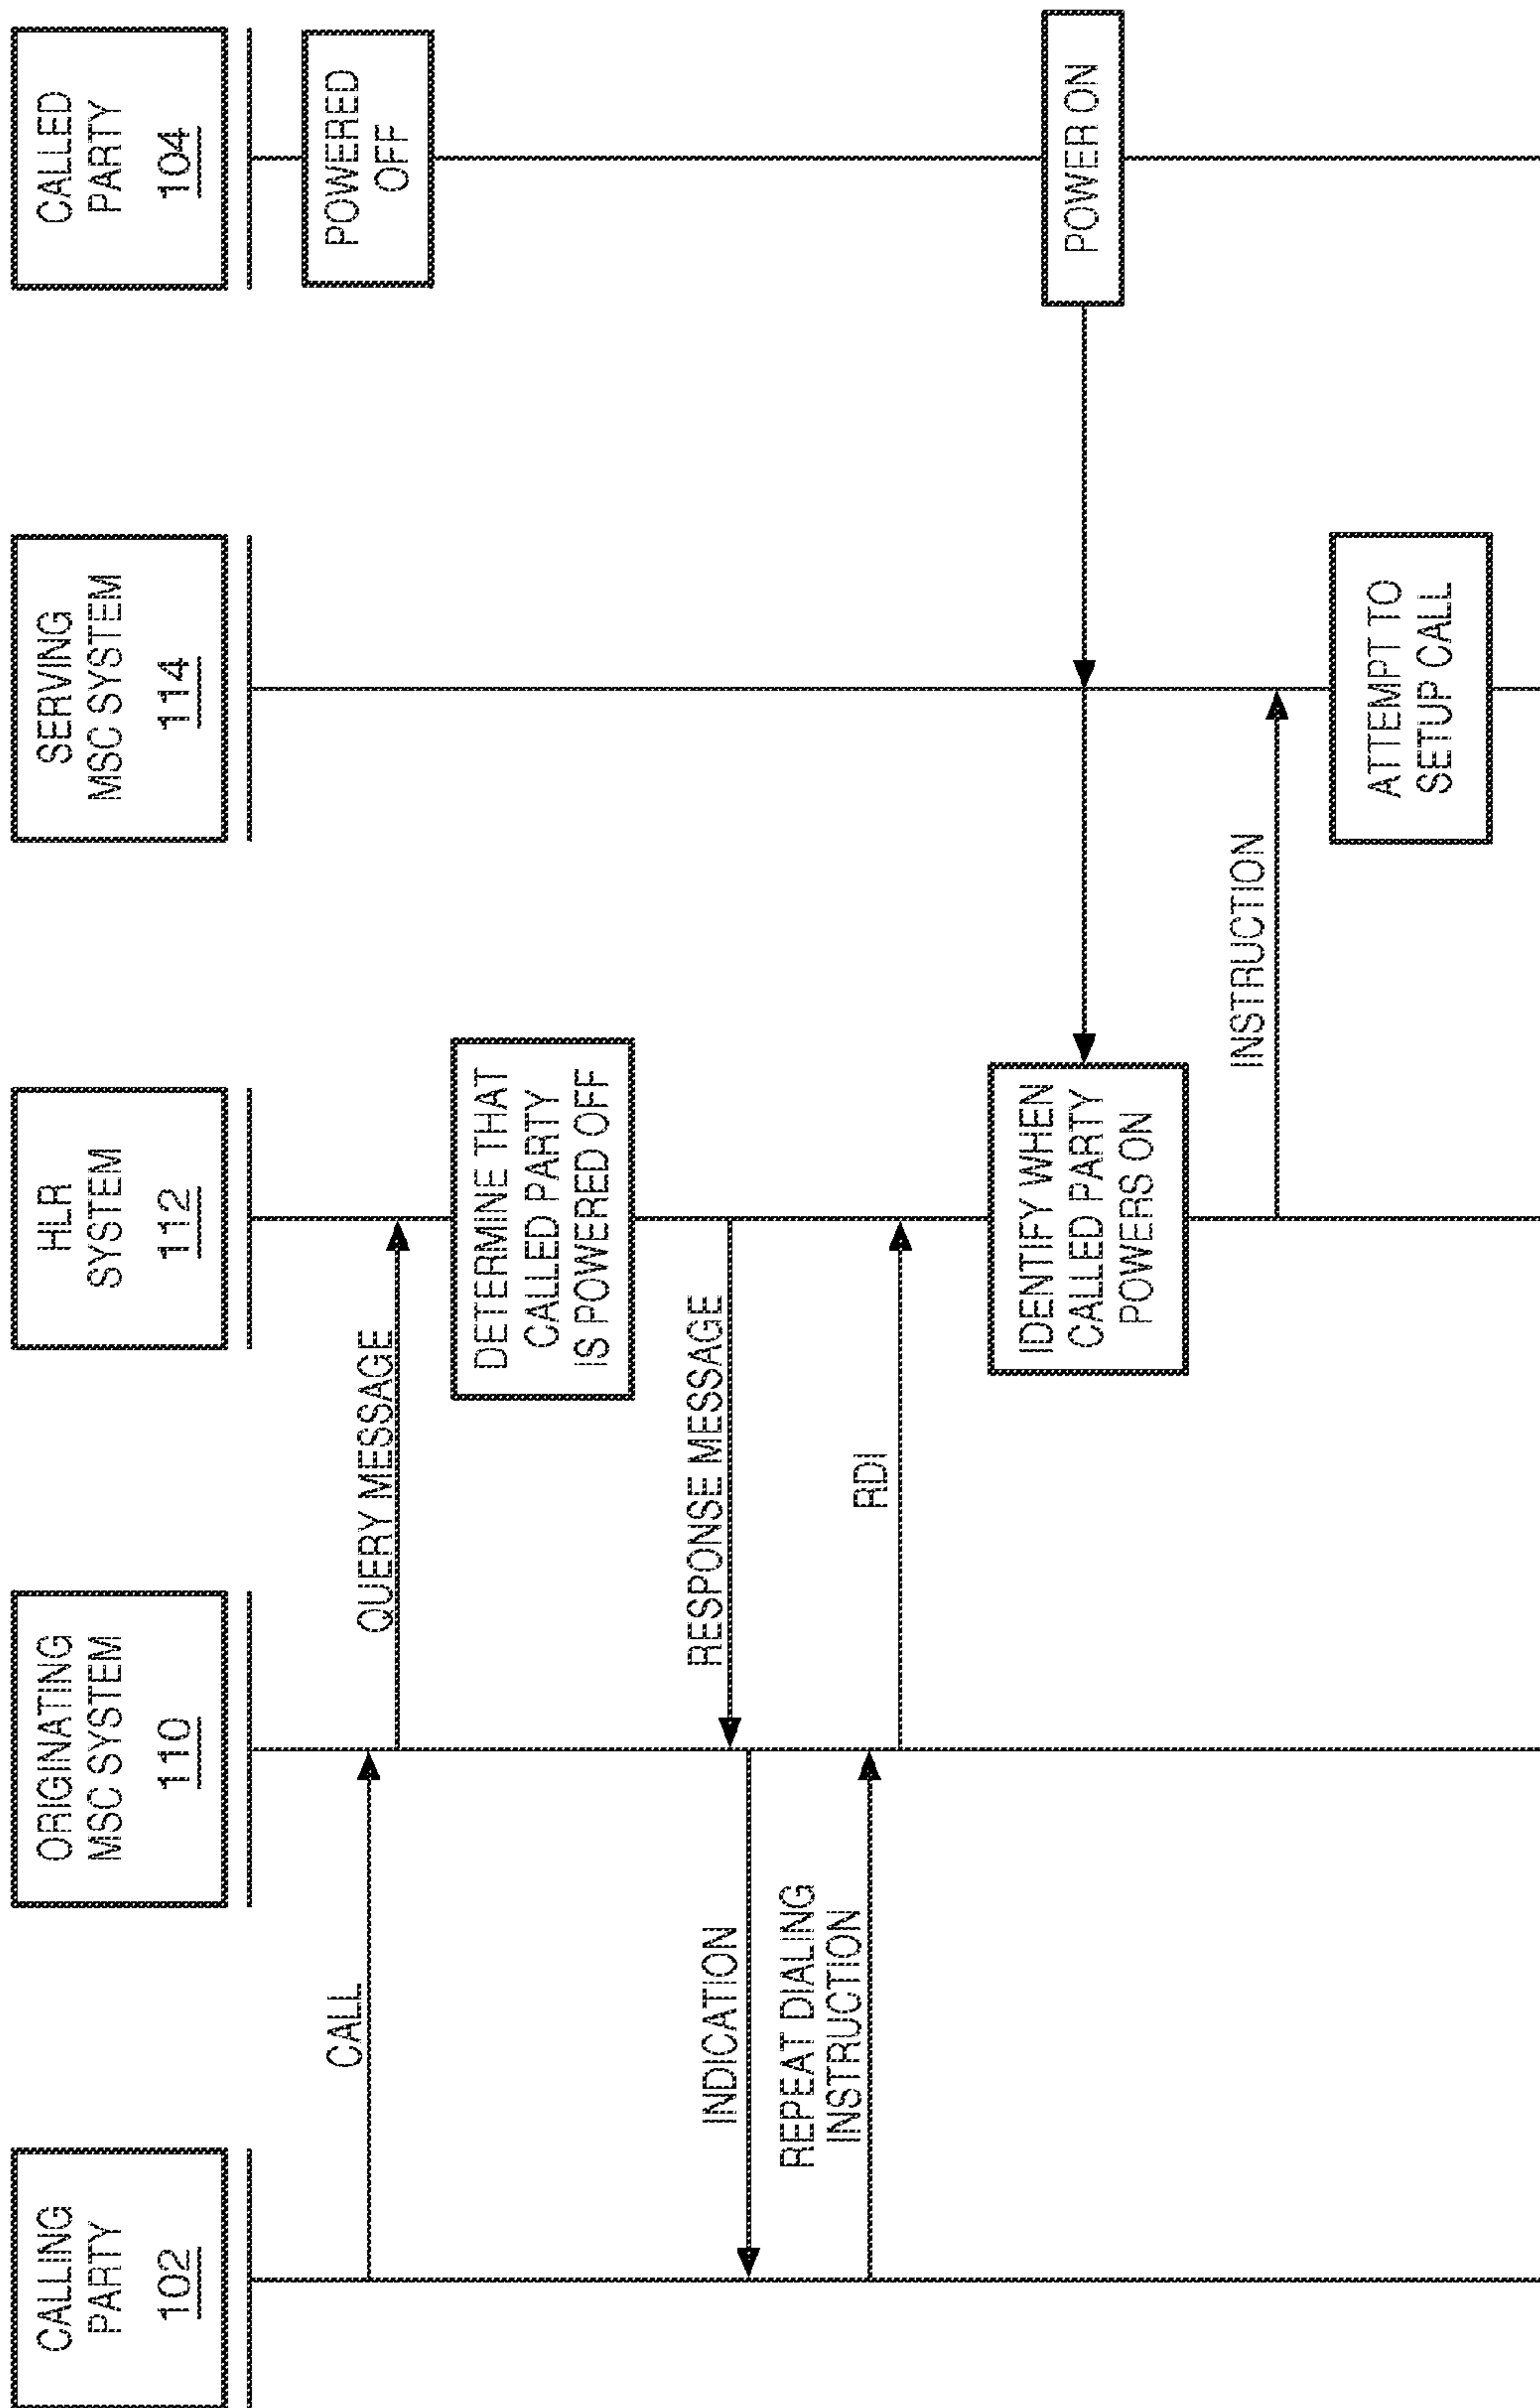 CALLING
PARTY
102
ORIGINATING
MSC SYSTEM
110
HLR
SYSTEM
112
SERVING
MSC SYSTEM
114
CALLED
PARTY
104
POWERED
OFF
CALL
QUERY MESSAGE
DETERMINE THAT
CALLED PARTY
IS POWERED OFF
RESPONSE MESSAGE
INDICATION
REPEAT DIALING
INSTRUCTION
RDI
POWER ON
IDENTIFY WHEN
CALLED PARTY
POWERS ON
INSTRUCTION
ATTEMPT TO
SETUP CALL